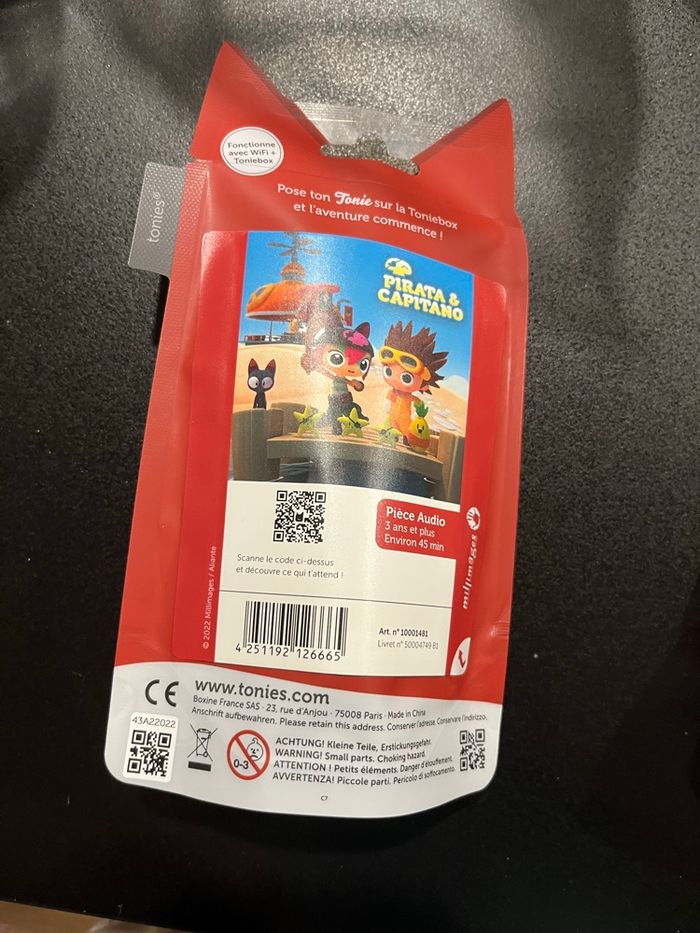 Fonctionne
avec WiFi +
Toniebox
tonies®
Pose ton Tonie sur la Toniebox
et l'aventure commence !
PIRATA &
CAPITANO
Pièce Audio
3 ans et plus
Environ 45 min
Scanne le code ci-dessus
et découvre ce qui t'attend !
millimages
© 2022 Millimages / Aliante
4 251192 126665
Art. n° 10001481
Livret n° 50004749 B1
www.tonies.com
Boxine France SAS · 23, rue d'Anjou · 75008 Paris · Made in China
Anschrift aufbewahren. Please retain this address. Conserver l'adresse. Conservare l'indirizzo.
43A22022
0-3
ACHTUNG! Kleine Teile, Erstickungsgefahr.
WARNING! Small parts. Choking hazard.
ATTENTION ! Petits éléments. Danger d'étouffement.
AVVERTENZA! Piccole parti. Pericolo di soffocamento.
C7